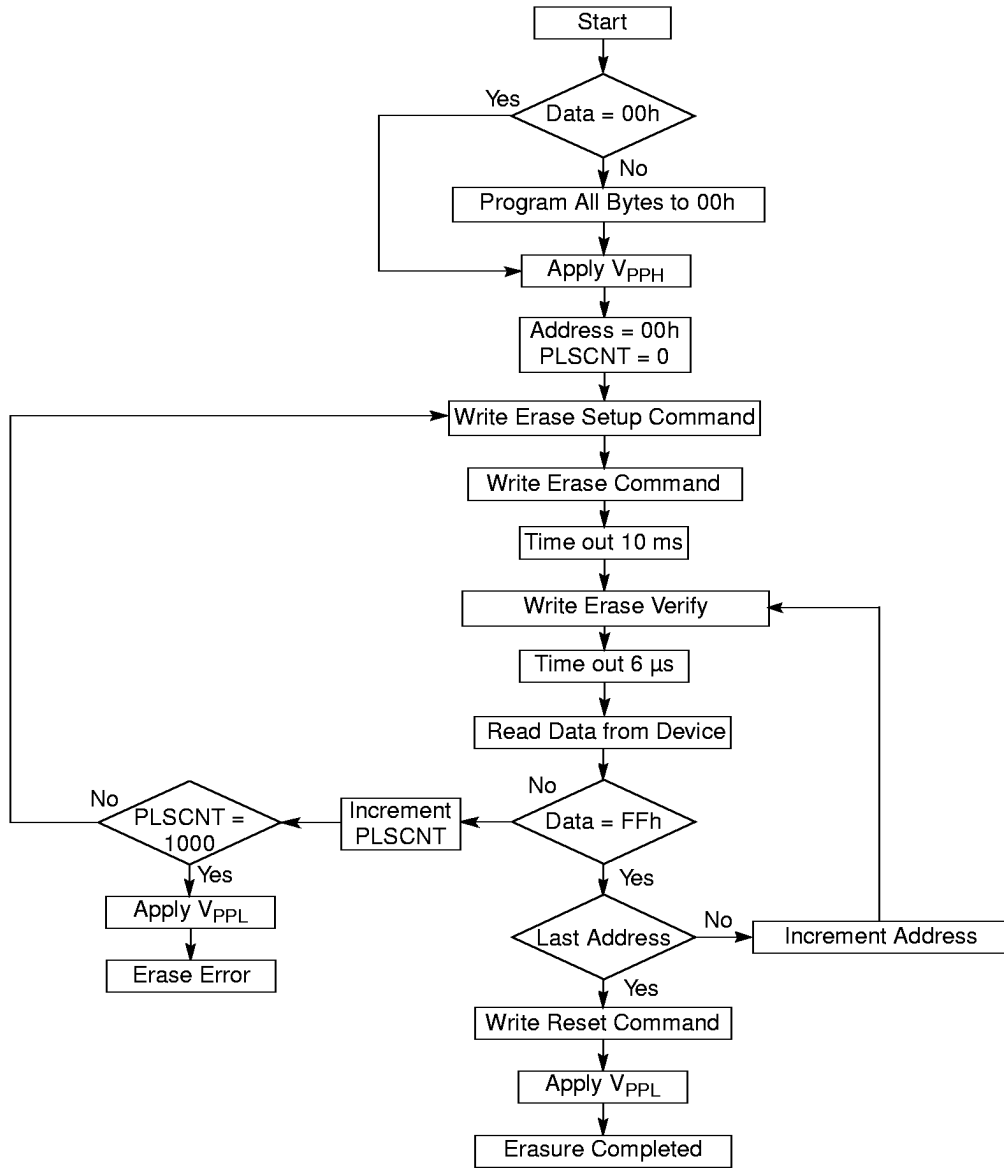 Start
Yes
Data = 00h
No
Program All Bytes to 00h
Apply VPPH
Address = 00h
PLSCNT = 0
Write Erase Setup Command
Write Erase Command
Time out 10 ms
Write Erase Verify
Time out 6 µs
Read Data from Device
No
Data = FFh
Increment
PLSCNT
No
PLSCNT =
1000
Yes
Apply VPPL
Erase Error
Yes
Last Address
No
Increment Address
Yes
Write Reset Command
Apply VPPL
Erasure Completed